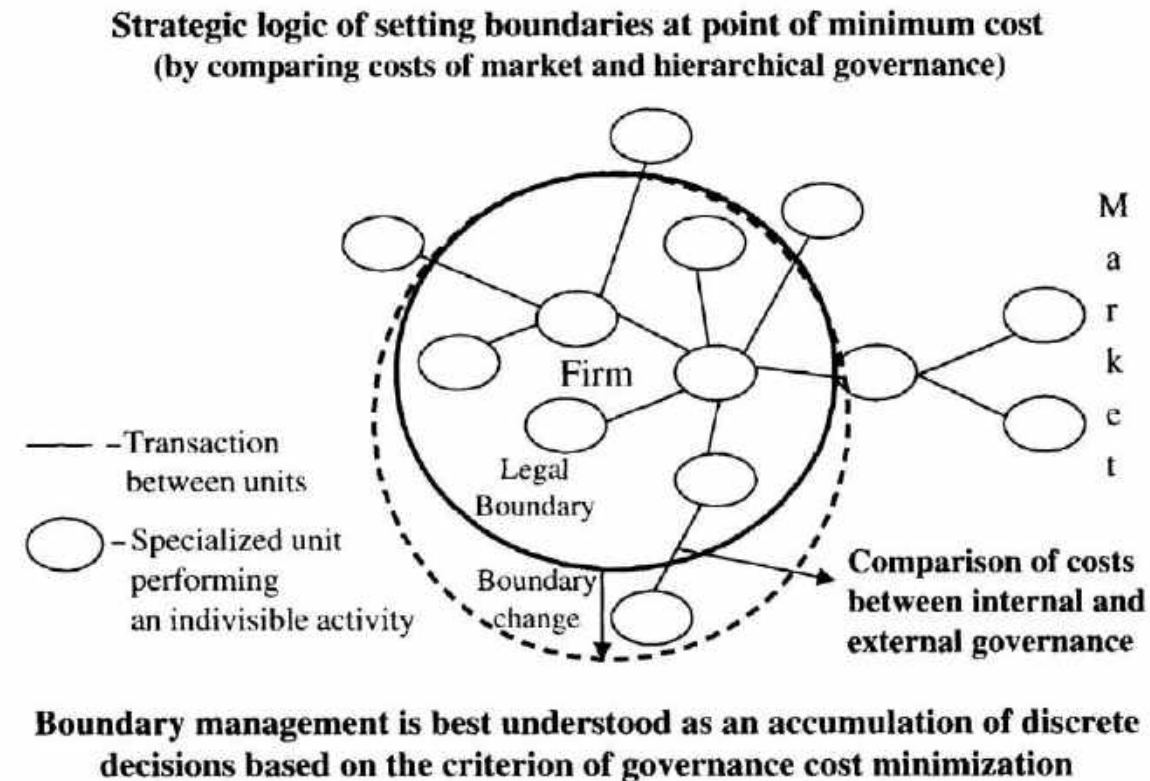 Strategic logic of setting boundaries at point of minimum cost
(by comparing costs of market and hierarchical governance)
Market
Firm
Legal
Boundary
Transaction
between units
Specialized unit
performing
an indivisible activity
Boundary
change
Comparison of costs
between internal and
external governance
Boundary management is best understood as an accumulation of discrete
decisions based on the criterion of governance cost minimization